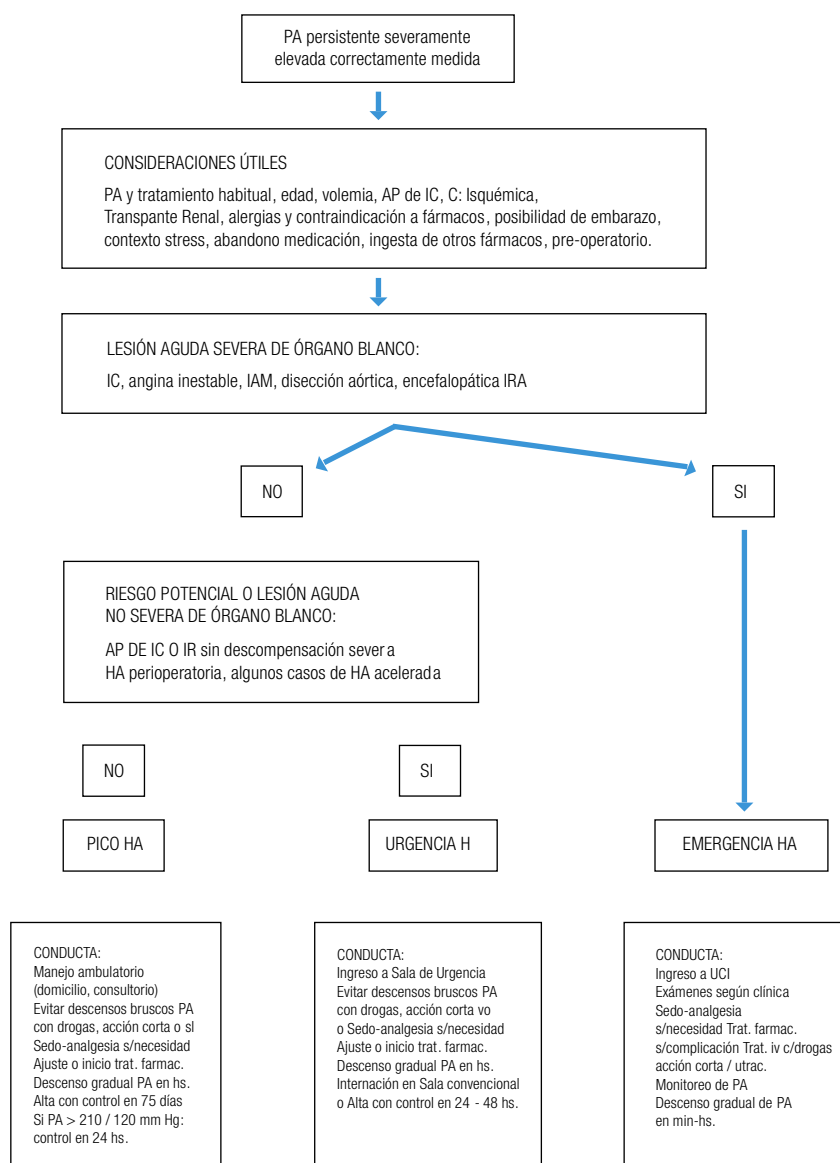 PA persistente severamente
elevada correctamente medida
CONSIDERACIONES ÚTILES
PA y tratamiento habitual, edad, volemia, AP de IC, C: Isquémica,
Transpante Renal, alergias y contraindicación a fármacos, posibilidad de embarazo,
contexto stress, abandono medicación, ingesta de otros fármacos, pre-operatorio.
LESIÓN AGUDA SEVERA DE ÓRGANO BLANCO:
IC, angina inestable, IAM, disección aórtica, encefalopática IRA
NO
SI
RIESGO POTENCIAL O LESIÓN AGUDA
NO SEVERA DE ÓRGANO BLANCO:
AP DE IC O IR sin descompensación severa
HA perioperatoria, algunos casos de HA acelerada
NO
SI
PICO HA
URGENCIA H
EMERGENCIA HA
CONDUCTA:
Manejo ambulatorio
(domicilio, consultorio)
Evitar descensos bruscos PA
con drogas, acción corta o sl
Sedo-analgesia s/necesidad
Ajuste o inicio trat. farmac.
Descenso gradual PA en hs.
Alta con control en 75 días
Si PA > 210 / 120 mm Hg:
control en 24 hs.
CONDUCTA:
Ingreso a Sala de Urgencia
Evitar descensos bruscos PA
con drogas, acción corta vo
o Sedo-analgesia s/necesidad
Ajuste o inicio trat. farmac.
Descenso gradual PA en hs.
Internación en Sala convencional
o Alta con control en 24 - 48 hs.
CONDUCTA:
Ingreso a UCI
Exámenes según clínica
Sedo-analgesia
s/necesidad Trat. farmac.
s/complicación Trat. iv c/drogas
acción corta / utrac.
Monitoreo de PA
Descenso gradual de PA
en min-hs.